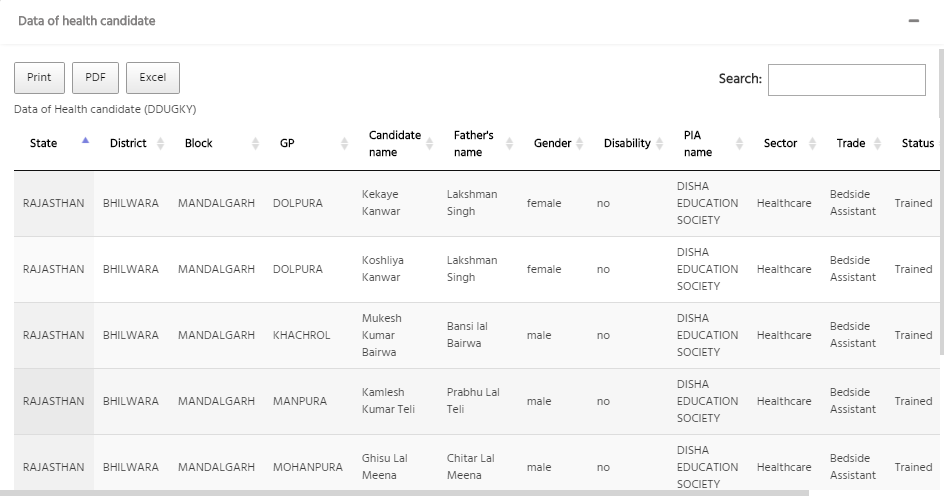 Data of health candidate
Print PDF Excel Search:
Data of Health candidate (DDUGKY)
State District Block GP Candidate name Father's name Gender Disability PIA name Sector Trade Status
RAJASTHAN BHILWARA MANDALGARH DOLPURA Kekaye Kanwar Lakshman Singh female no DISHA EDUCATION SOCIETY Healthcare Bedside Assistant Trained
RAJASTHAN BHILWARA MANDALGARH DOLPURA Koshliya Kanwar Lakshman Singh female no DISHA EDUCATION SOCIETY Healthcare Bedside Assistant Trained
RAJASTHAN BHILWARA MANDALGARH KHACHROL Mukesh Kumar Bairwa Bansi lal Bairwa male no DISHA EDUCATION SOCIETY Healthcare Bedside Assistant Trained
RAJASTHAN BHILWARA MANDALGARH MANPURA Kamlesh Kumar Teli Prabhu Lal Teli male no DISHA EDUCATION SOCIETY Healthcare Bedside Assistant Trained
RAJASTHAN BHILWARA MANDALGARH MOHANPURA Ghisu Lal Meena Chitar Lal Meena male no DISHA EDUCATION SOCIETY Healthcare Bedside Assistant Trained